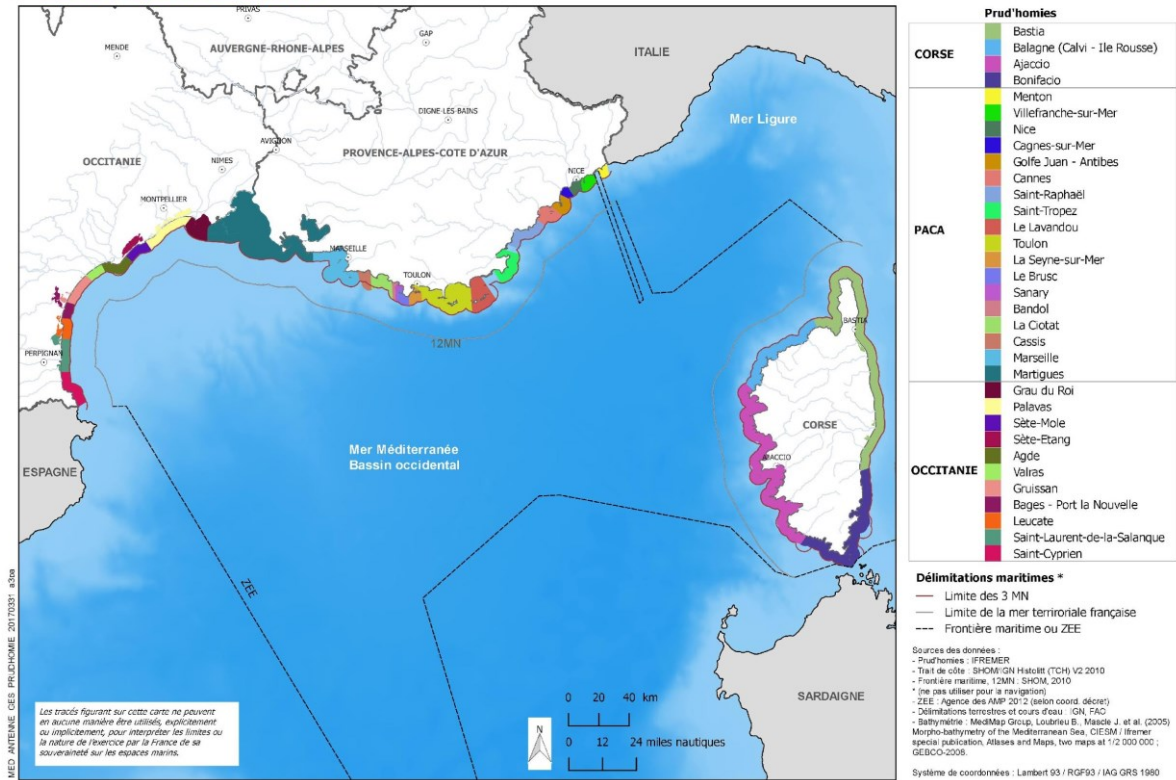 PRIVAS
GAP
AUVERGNE-RHONE-ALPES
MENDE
ITALIE
DIGNE-LES-BAINS
Mer Ligure
AVIGNON
PROVENCE-ALPES-COTE D'AZUR
OCCITANIE
NIMES
NICE
MONTPELLIER
MARSEILLE
TOULON
12MN
BASTIA
PERPIGNAN
CORSE
Mer Méditerranée
Bassin occidental
ESPAGNE
AJACCIO
ZEE
SARDAIGNE
0 20 40 km
N
0 12 24 miles nautiques
Les tracés figurant sur cette carte ne peuvent
en aucune manière être utilisés, explicitement
ou implicitement, pour interpréter les limites ou
la nature de l'exercice par la France de sa
souveraineté sur les espaces marins.
MED ANTENNE CES PRUDHOMIE 20170331 a3oa
Prud'homies
CORSE
Bastia
Balagne (Calvi - Ile Rousse)
Ajaccio
Bonifacio
PACA
Menton
Villefranche-sur-Mer
Nice
Cagnes-sur-Mer
Golfe Juan - Antibes
Cannes
Saint-Raphaël
Saint-Tropez
Le Lavandou
Toulon
La Seyne-sur-Mer
Le Brusc
Sanary
Bandol
La Ciotat
Cassis
Marseille
Martigues
OCCITANIE
Grau du Roi
Palavas
Sète-Mole
Sète-Etang
Agde
Valras
Gruissan
Bages - Port la Nouvelle
Leucate
Saint-Laurent-de-la-Salanque
Saint-Cyprien
Délimitations maritimes *
Limite des 3 MN
Limite de la mer terriroriale française
Frontière maritime ou ZEE
Sources des données :
- Prud'homies : IFREMER
- Trait de côte : SHOM/IGN Histolitt (TCH) V2 2010
- Frontière maritime, 12MN : SHOM, 2010
* (ne pas utiliser pour la navigation)
- ZEE : Agence des AMP 2012 (selon coord. décret)
- Délimitations terrestres et cours d'eau : IGN, FAO
- Bathymétrie : MediMap Group, Loubrieu B., Mascle J. et al. (2005)
Morpho-bathymetry of the Mediterranean Sea, CIESM / Ifremer
special publication, Atlases and Maps, two maps at 1/2 000 000 ;
GEBCO-2008.
Système de coordonnées : Lambert 93 / RGF93 / IAG GRS 1980